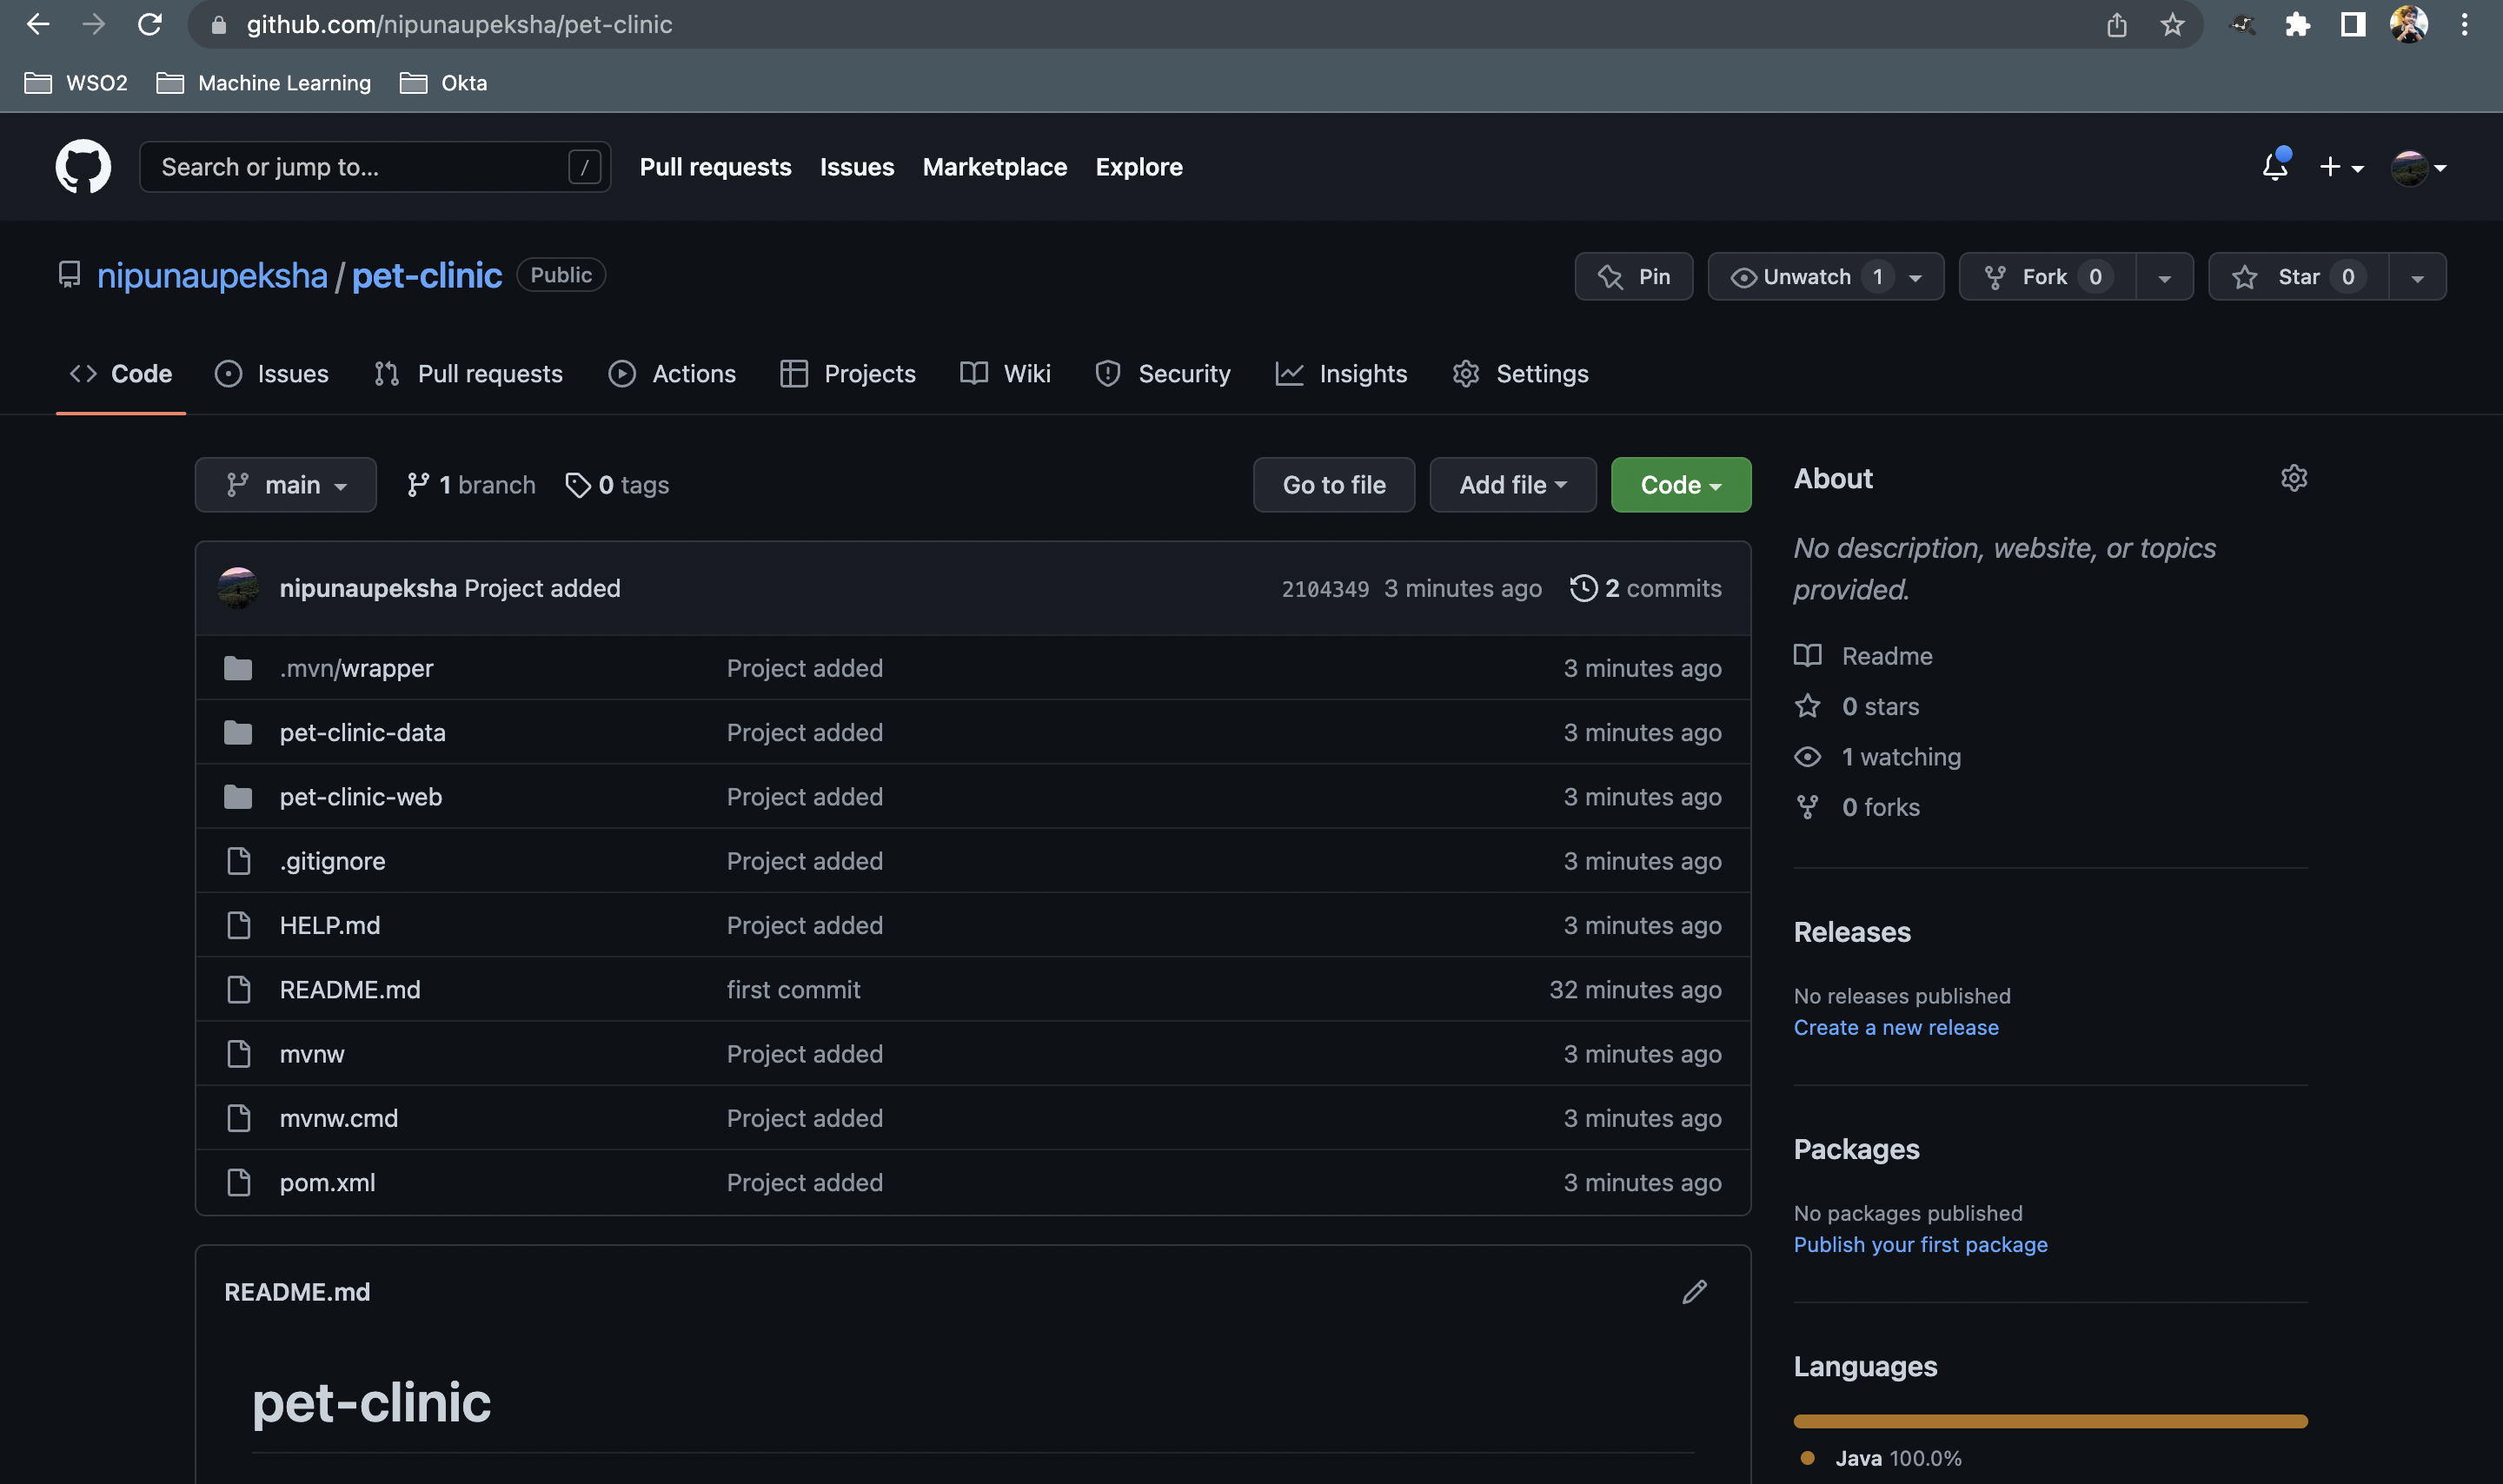 github.com/nipunaupeksha/pet-clinic
WSO2 Machine Learning Okta
Search or jump to... / Pull requests Issues Marketplace Explore
nipunaupeksha / pet-clinic Public Pin Unwatch 1 Fork 0 Star 0
Code Issues Pull requests Actions Projects Wiki Security Insights Settings
main 1 branch 0 tags Go to file Add file Code
nipunaupeksha Project added 2104349 3 minutes ago 2 commits
.mvn/wrapper Project added 3 minutes ago
pet-clinic-data Project added 3 minutes ago
pet-clinic-web Project added 3 minutes ago
.gitignore Project added 3 minutes ago
HELP.md Project added 3 minutes ago
README.md first commit 32 minutes ago
mvnw Project added 3 minutes ago
mvnw.cmd Project added 3 minutes ago
pom.xml Project added 3 minutes ago
README.md
pet-clinic
About
No description, website, or topics
provided.
Readme
0 stars
1 watching
0 forks
Releases
No releases published
Create a new release
Packages
No packages published
Publish your first package
Languages
Java 100.0%